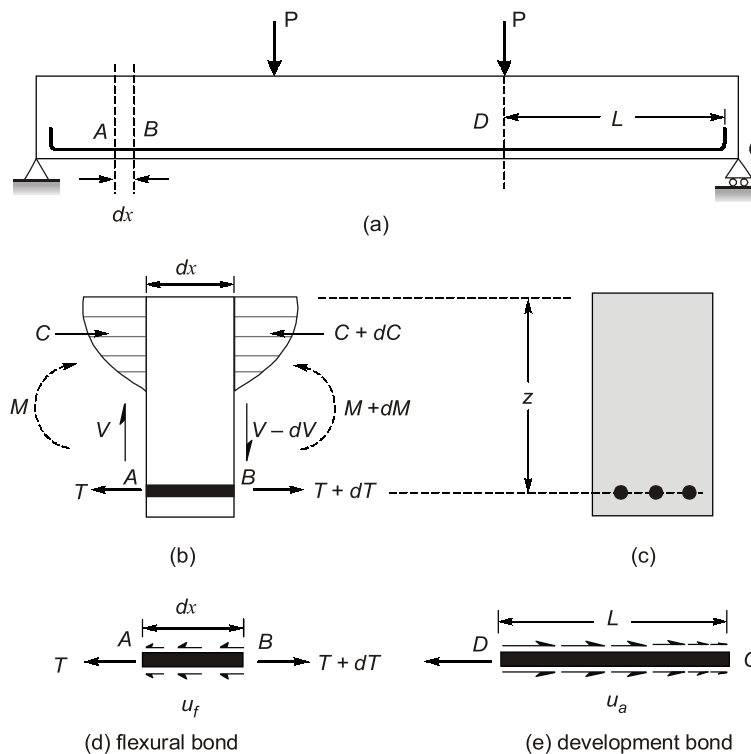 P P
A B D L
dx
(a)
dx
C C + dC
M M + dM
V V – dV
z
A B
T T + dT
(b) (c)
dx L
A B D
T T + dT
u_f u_a
(d) flexural bond (e) development bond